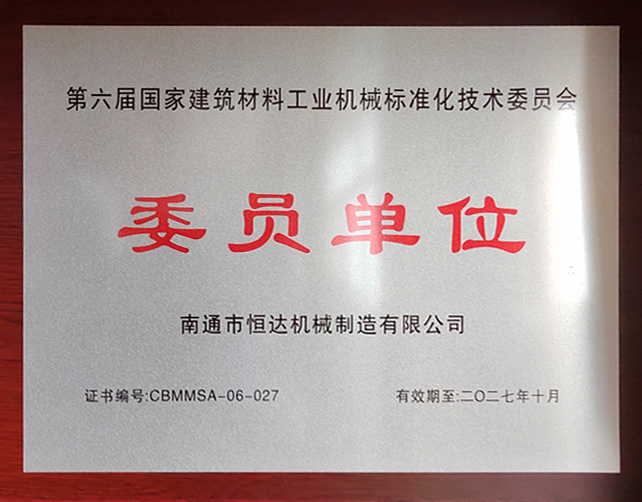 第六届国家建筑材料工业机械标准化技术委员会
委员单位
南通市恒达机械制造有限公司
证书编号:CBMMSA-06-027
有效期至:二〇二七年十月